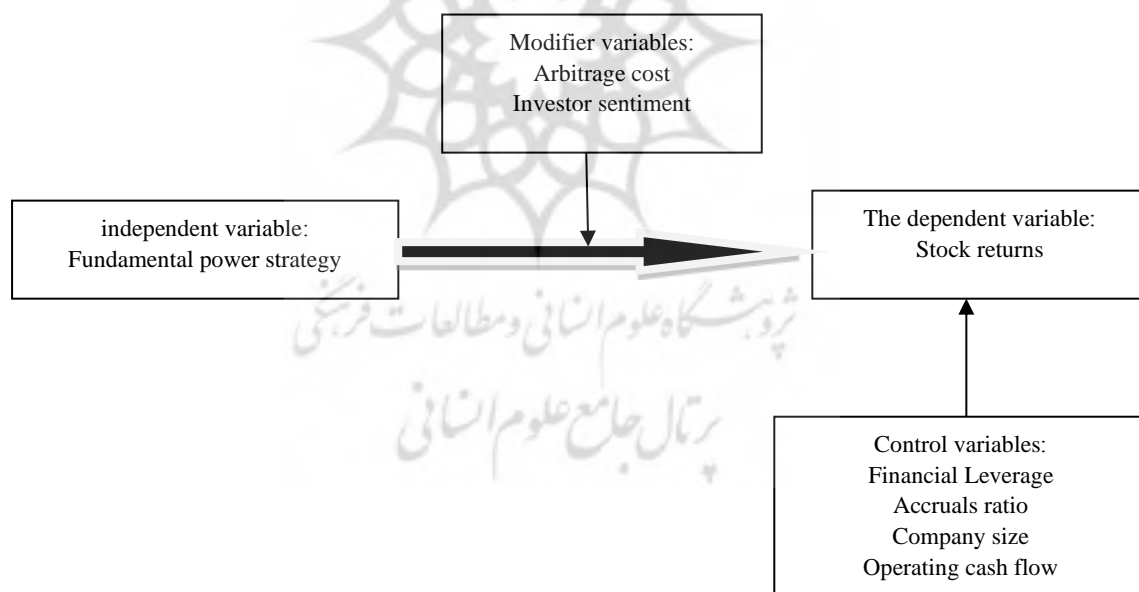 Modifier variables:
Arbitrage cost
Investor sentiment
independent variable:
Fundamental power strategy
The dependent variable:
Stock returns
پژوهشگاه علوم انسانی و مطالعات فرهنگی
پرتال جامع علوم انسانی
Control variables:
Financial Leverage
Accruals ratio
Company size
Operating cash flow